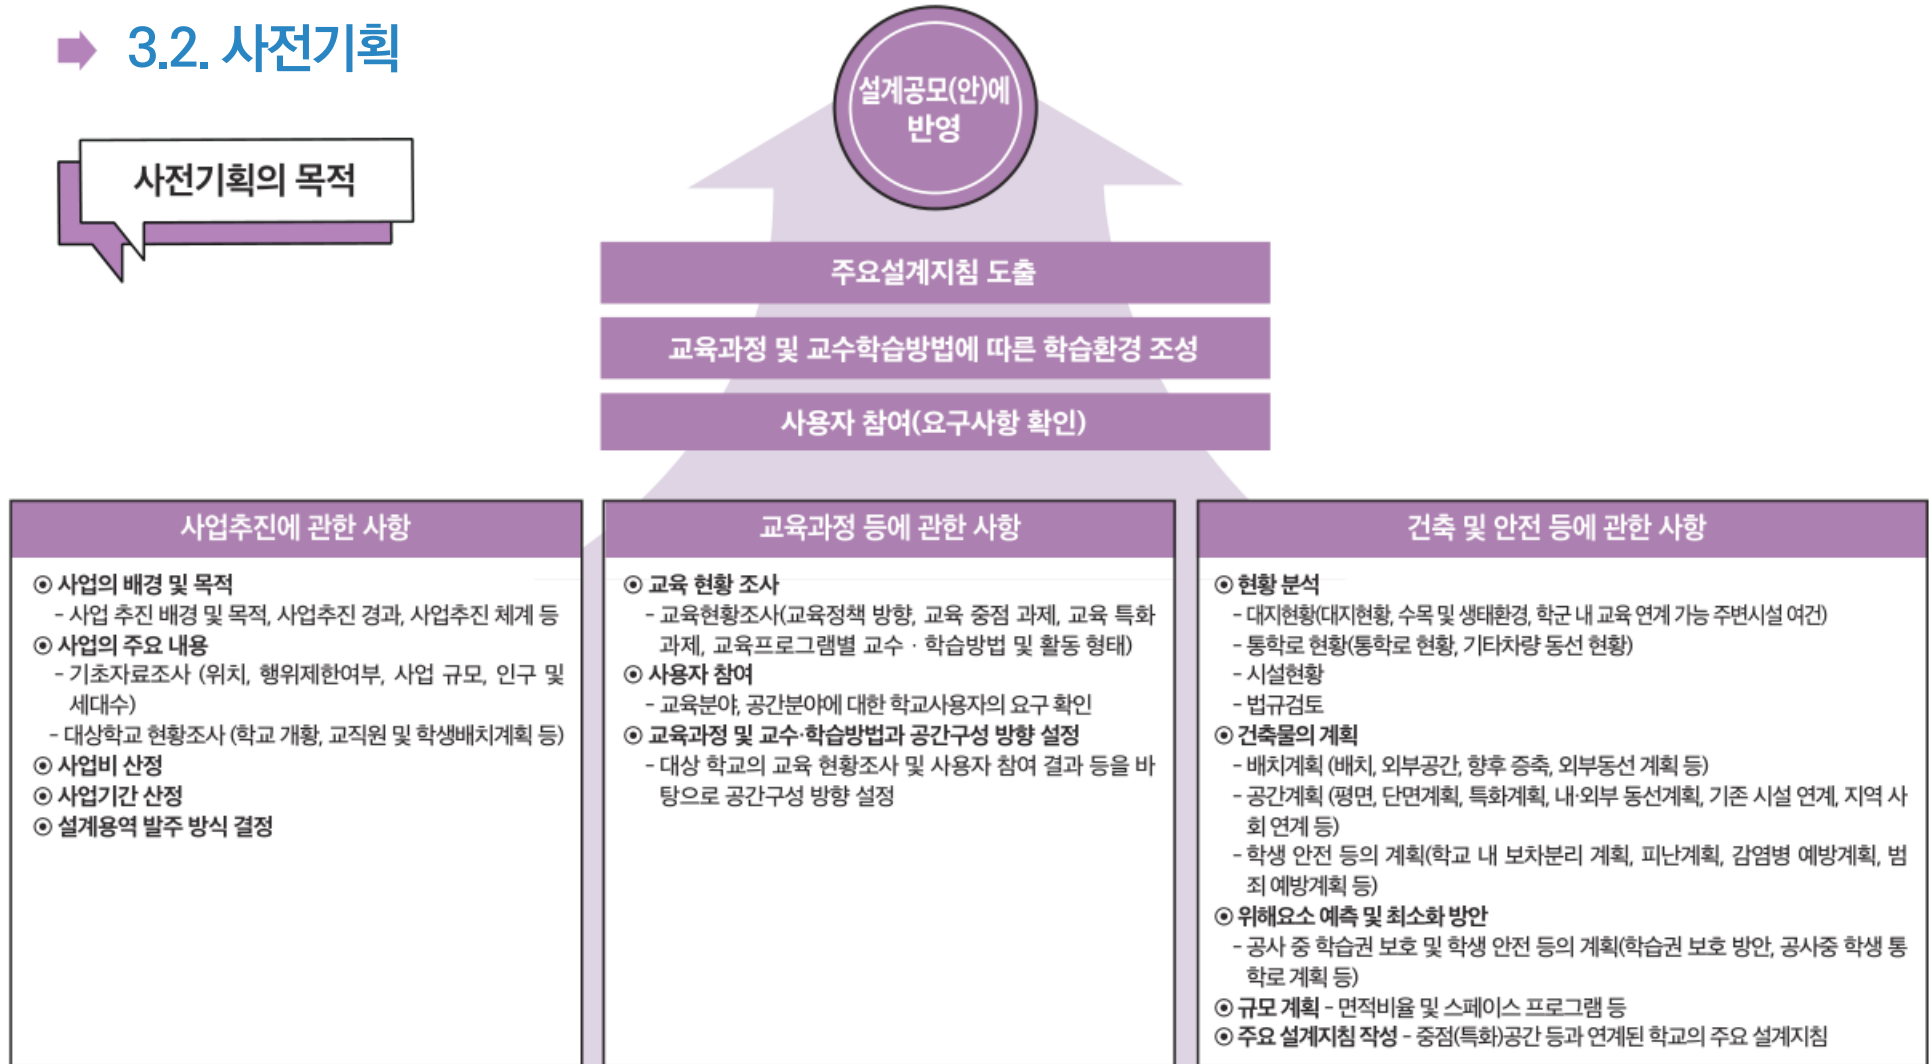 3.2. 사전기획
사전기획의 목적
설계공모(안)에
반영
주요설계지침 도출
교육과정 및 교수학습방법에 따른 학습환경 조성
사용자 참여(요구사항 확인)
사업추진에 관한 사항
⊙ 사업의 배경 및 목적
- 사업 추진 배경 및 목적, 사업추진 경과, 사업추진 체계 등
⊙ 사업의 주요 내용
- 기초자료조사 (위치, 행위제한여부, 사업 규모, 인구 및
세대수)
- 대상학교 현황조사 (학교 개황, 교직원 및 학생배치계획 등)
⊙ 사업비 산정
⊙ 사업기간 산정
⊙ 설계용역 발주 방식 결정
교육과정 등에 관한 사항
⊙ 교육 현황 조사
- 교육현황조사(교육정책 방향, 교육 중점 과제, 교육 특화
과제, 교육프로그램별 교수 · 학습방법 및 활동 형태)
⊙ 사용자 참여
- 교육분야, 공간분야에 대한 학교사용자의 요구 확인
⊙ 교육과정 및 교수·학습방법과 공간구성 방향 설정
- 대상 학교의 교육 현황조사 및 사용자 참여 결과 등을 바
탕으로 공간구성 방향 설정
건축 및 안전 등에 관한 사항
⊙ 현황 분석
- 대지현황(대지현황, 수목 및 생태환경, 학군 내 교육 연계 가능 주변시설 여건)
- 통학로 현황(통학로 현황, 기타차량 동선 현황)
- 시설현황
- 법규검토
⊙ 건축물의 계획
- 배치계획 (배치, 외부공간, 향후 증축, 외부동선 계획 등)
- 공간계획 (평면, 단면계획, 특화계획, 내·외부 동선계획, 기존 시설 연계, 지역 사
회 연계 등)
- 학생 안전 등의 계획(학교 내 보차분리 계획, 피난계획, 감염병 예방계획, 범
죄 예방계획 등)
⊙ 위해요소 예측 및 최소화 방안
- 공사 중 학습권 보호 및 학생 안전 등의 계획(학습권 보호 방안, 공사중 학생 통
학로 계획 등)
⊙ 규모 계획 - 면적비율 및 스페이스 프로그램 등
⊙ 주요 설계지침 작성 - 중점(특화)공간 등과 연계된 학교의 주요 설계지침